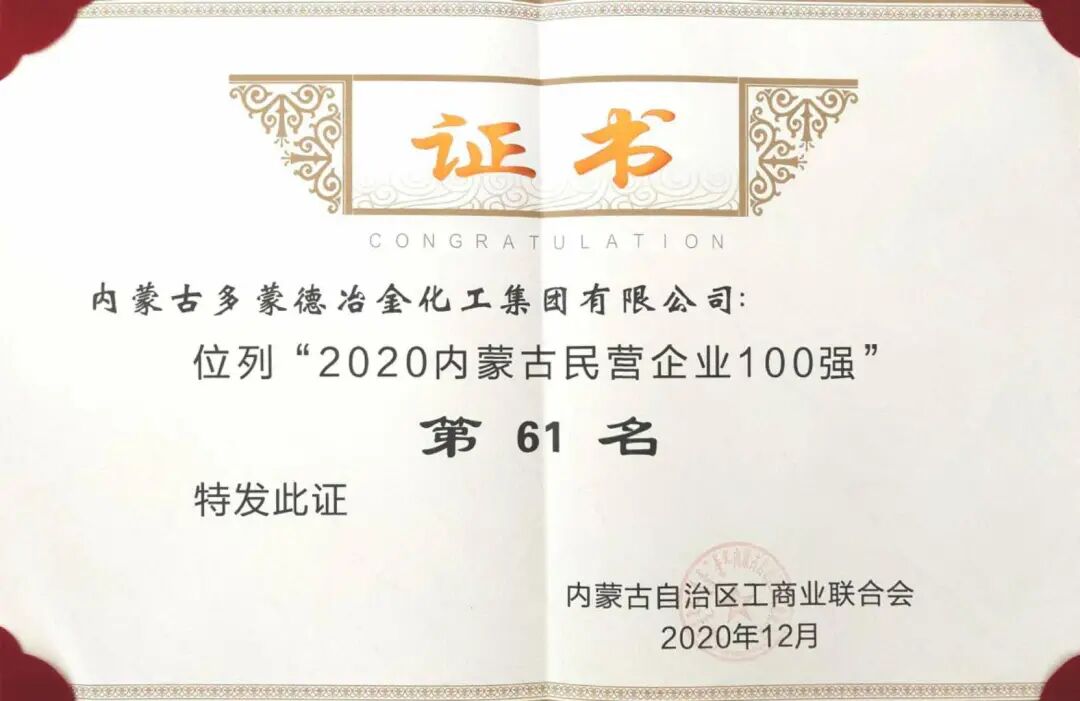 证书
CONGRATULATION
内蒙古多蒙德冶金化工集团有限公司:
位列“2020内蒙古民营企业100强”
第 61 名
特发此证
内蒙古自治区工商业联合会
2020年12月